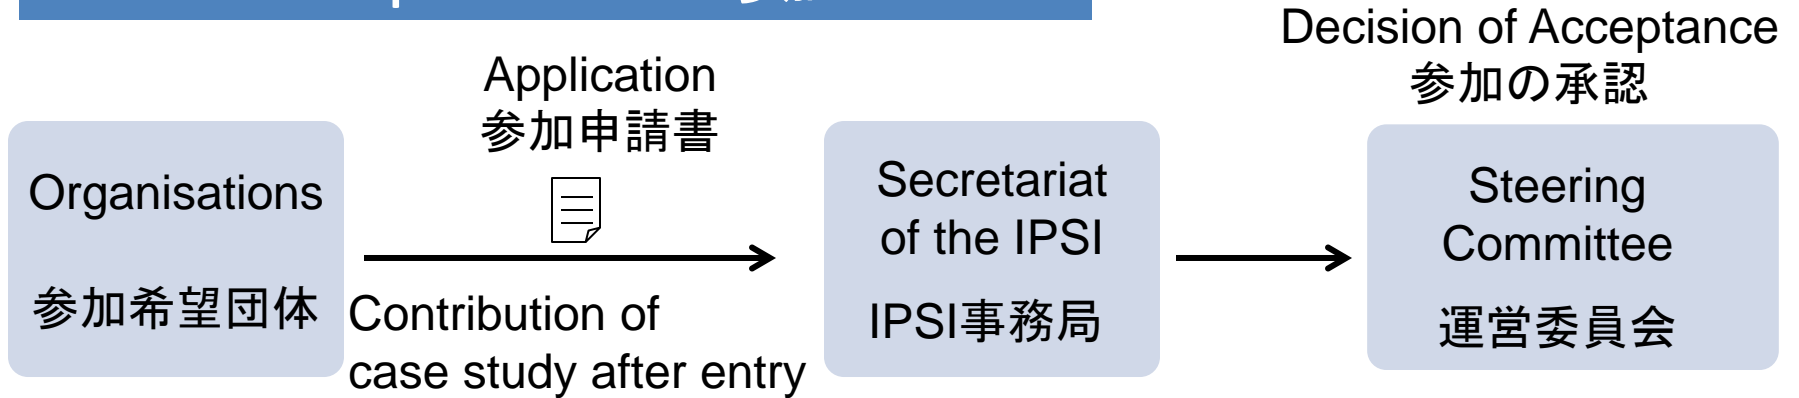 Organisations
参加希望団体
Application
参加申請書
Contribution of
case study after entry
Secretariat
of the IPSI
IPSI事務局
Decision of Acceptance
参加の承認
Steering
Committee
運営委員会